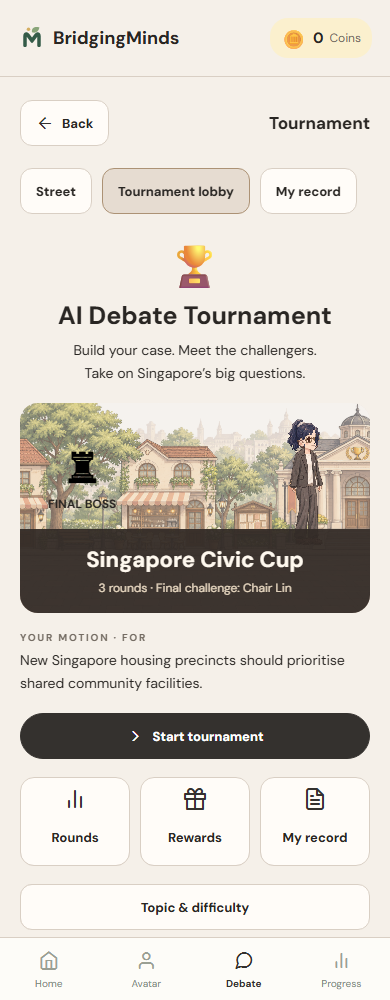 BridgingMinds
0 Coins
Back
Tournament
Street
Tournament lobby
My record
AI Debate Tournament
Build your case. Meet the challengers.
Take on Singapore’s big questions.
FINAL BOSS
Singapore Civic Cup
3 rounds · Final challenge: Chair Lin
YOUR MOTION · FOR
New Singapore housing precincts should prioritise
shared community facilities.
Start tournament
Rounds
Rewards
My record
Topic & difficulty
Home
Avatar
Debate
Progress